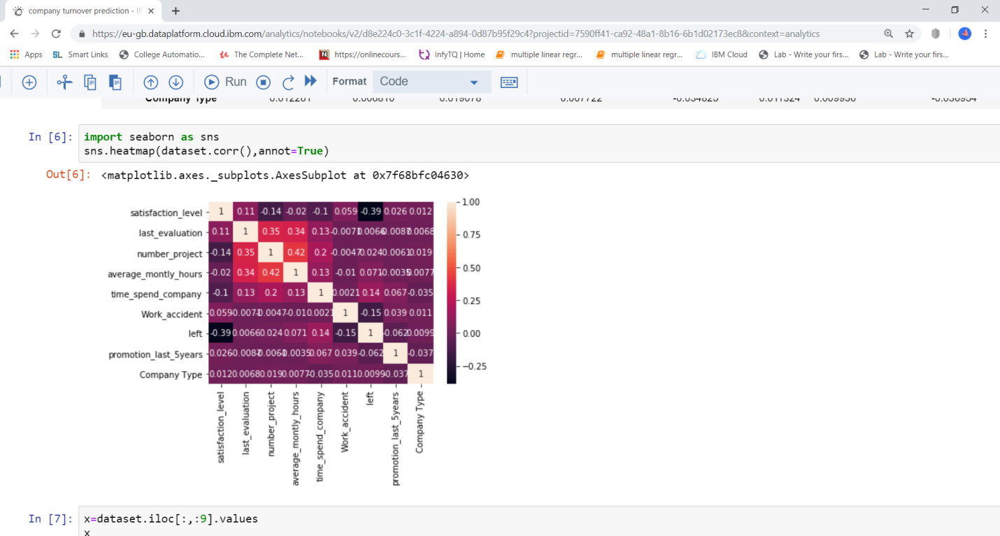 company turnover prediction - IE
https://eu-gb.dataplatform.cloud.ibm.com/analytics/notebooks/v2/d8e224c0-3c1f-4224-a894-0d87b95f29c4?projectid=7590ff41-ca92-48a1-8b16-6b1d02173ec8&context=analytics
Apps SL Smart Links College Automatio... The Complete Net... N https://onlinecours... InfyTQ | Home multiple linear regr... multiple linear regr... IBM Cloud Lab - Write your firs... Lab - Write your firs...
Run Format Code
Company Type 0.012261 0.006810 0.019078 0.007722 -0.034825 0.011324 0.009936 -0.036954
In [6]: import seaborn as sns
sns.heatmap(dataset.corr(),annot=True)
Out[6]: <matplotlib.axes._subplots.AxesSubplot at 0x7f68bfc04630>
1.00
satisfaction_level 1 0.11 -0.14 -0.02 -0.1 0.059 -0.39 0.026 0.012
last_evaluation 0.11 1 0.35 0.34 0.13 -0.0071 0.0066 -0.0087 0.0068
0.75
number_project -0.14 0.35 1 0.42 0.2 -0.0047 0.024 -0.0061 0.019
0.50
average_montly_hours -0.02 0.34 0.42 1 0.13 -0.01 0.071 -0.0035 0.0077
time_spend_company -0.1 0.13 0.2 0.13 1 0.0021 0.14 0.067 -0.035
0.25
Work_accident 0.059 -0.0071 -0.0047 -0.01 0.0021 1 -0.15 0.039 0.011
left -0.39 0.0066 0.024 0.071 0.14 -0.15 1 -0.062 0.0099
0.00
promotion_last_5years 0.026 -0.0087 -0.0061 -0.0035 0.067 0.039 -0.062 1 -0.037
−0.25
Company Type 0.012 0.0068 0.019 0.0077 -0.035 0.011 0.0099 -0.037 1
satisfaction_level
last_evaluation
number_project
average_montly_hours
time_spend_company
Work_accident
left
promotion_last_5years
Company Type
In [7]: x=dataset.iloc[:,:9].values
x